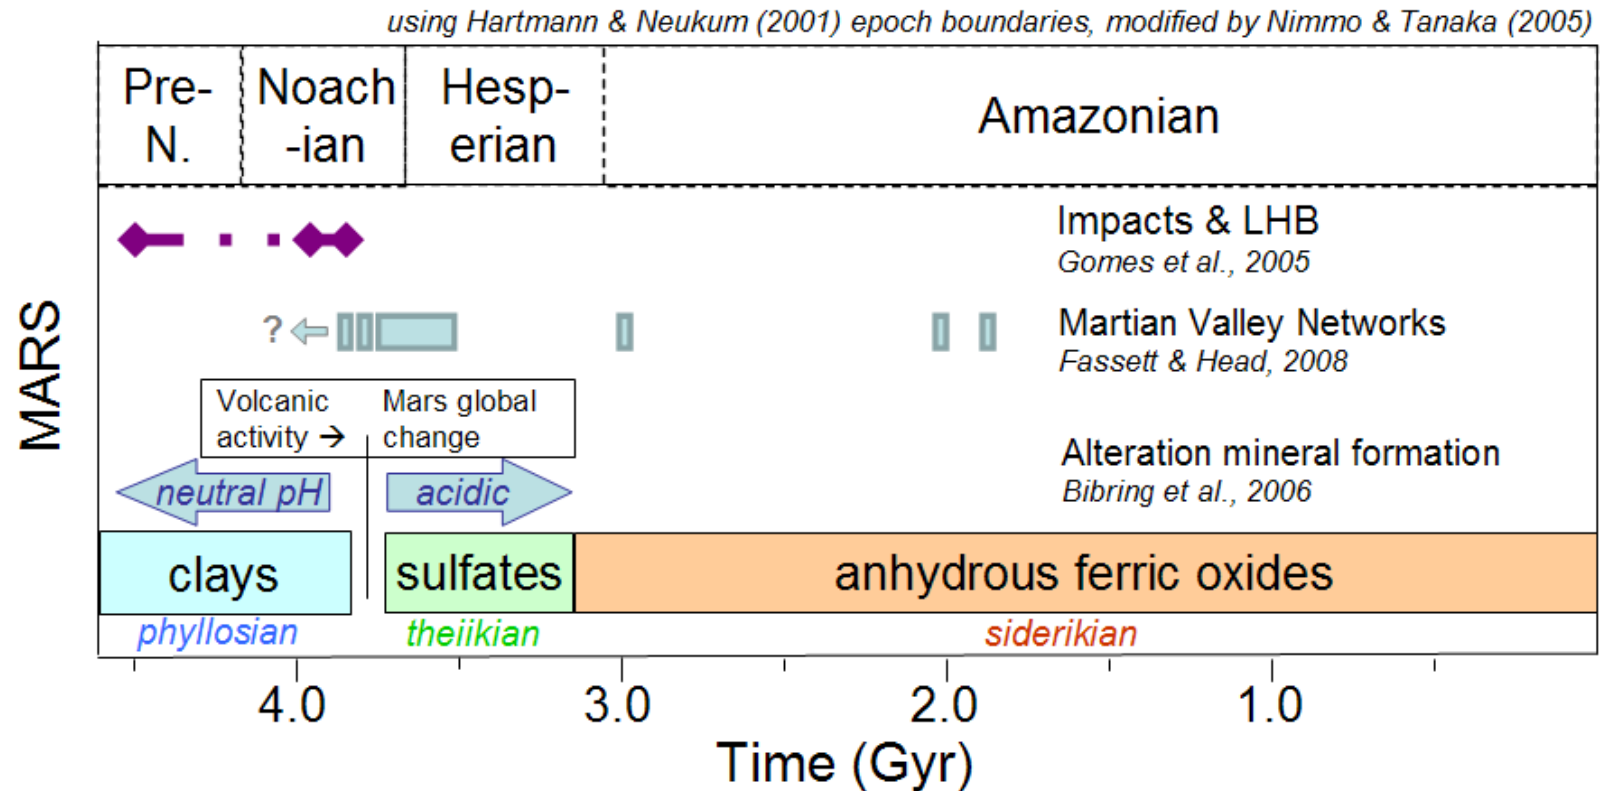 using Hartmann & Neukum (2001) epoch boundaries, modified by Nimmo & Tanaka (2005)
Pre-
N.
Noach
-ian
Hesp-
erian
Amazonian
MARS
Impacts & LHB
Gomes et al., 2005
?
Martian Valley Networks
Fassett & Head, 2008
Volcanic
activity →
Mars global
change
Alteration mineral formation
Bibring et al., 2006
neutral pH
acidic
clays
sulfates
anhydrous ferric oxides
phyllosian
theiikian
siderikian
4.0
3.0
2.0
1.0
Time (Gyr)